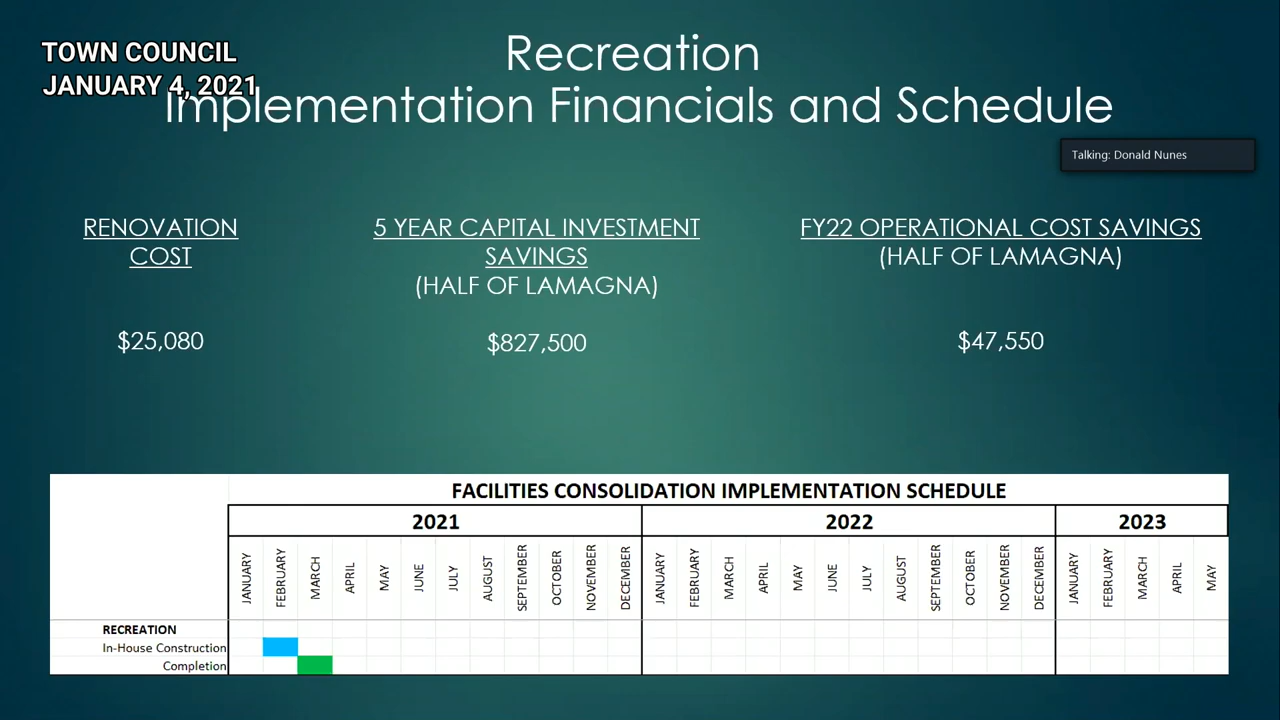 TOWN COUNCIL
JANUARY 4, 2021
Recreation
Implementation Financials and Schedule
Talking: Donald Nunes
RENOVATION
COST
$25,080
5 YEAR CAPITAL INVESTMENT
SAVINGS
(HALF OF LAMAGNA)
$827,500
FY22 OPERATIONAL COST SAVINGS
(HALF OF LAMAGNA)
$47,550
FACILITIES CONSOLIDATION IMPLEMENTATION SCHEDULE
2021 2022 2023
JANUARY FEBRUARY MARCH APRIL MAY JUNE JULY AUGUST SEPTEMBER OCTOBER NOVEMBER DECEMBER JANUARY FEBRUARY MARCH APRIL MAY JUNE JULY AUGUST SEPTEMBER OCTOBER NOVEMBER DECEMBER JANUARY FEBRUARY MARCH APRIL MAY
RECREATION
In-House Construction
Completion